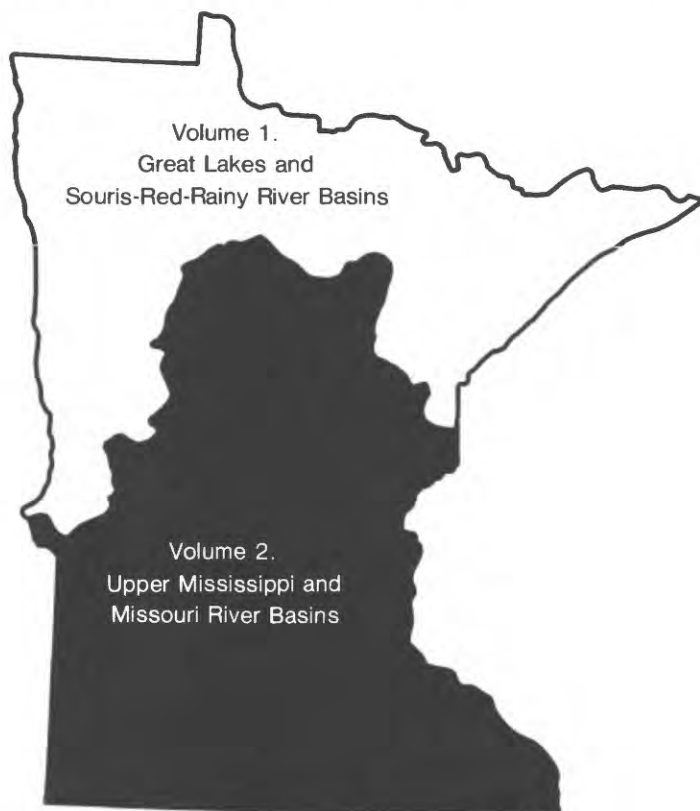 Volume 1.
Great Lakes and
Souris-Red-Rainy River Basins
Volume 2.
Upper Mississippi and
Missouri River Basins